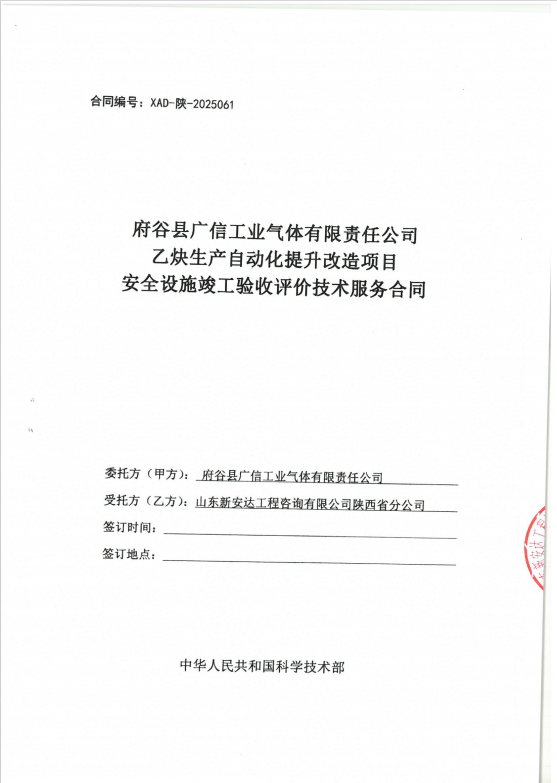 合同编号：XAD-陕-2025061
府谷县广信工业气体有限责任公司
乙炔生产自动化提升改造项目
安全设施竣工验收评价技术服务合同
委托方（甲方）：府谷县广信工业气体有限责任公司
受托方（乙方）：山东新安达工程咨询有限公司陕西省分公司
签订时间：
签订地点：
中华人民共和国科学技术部